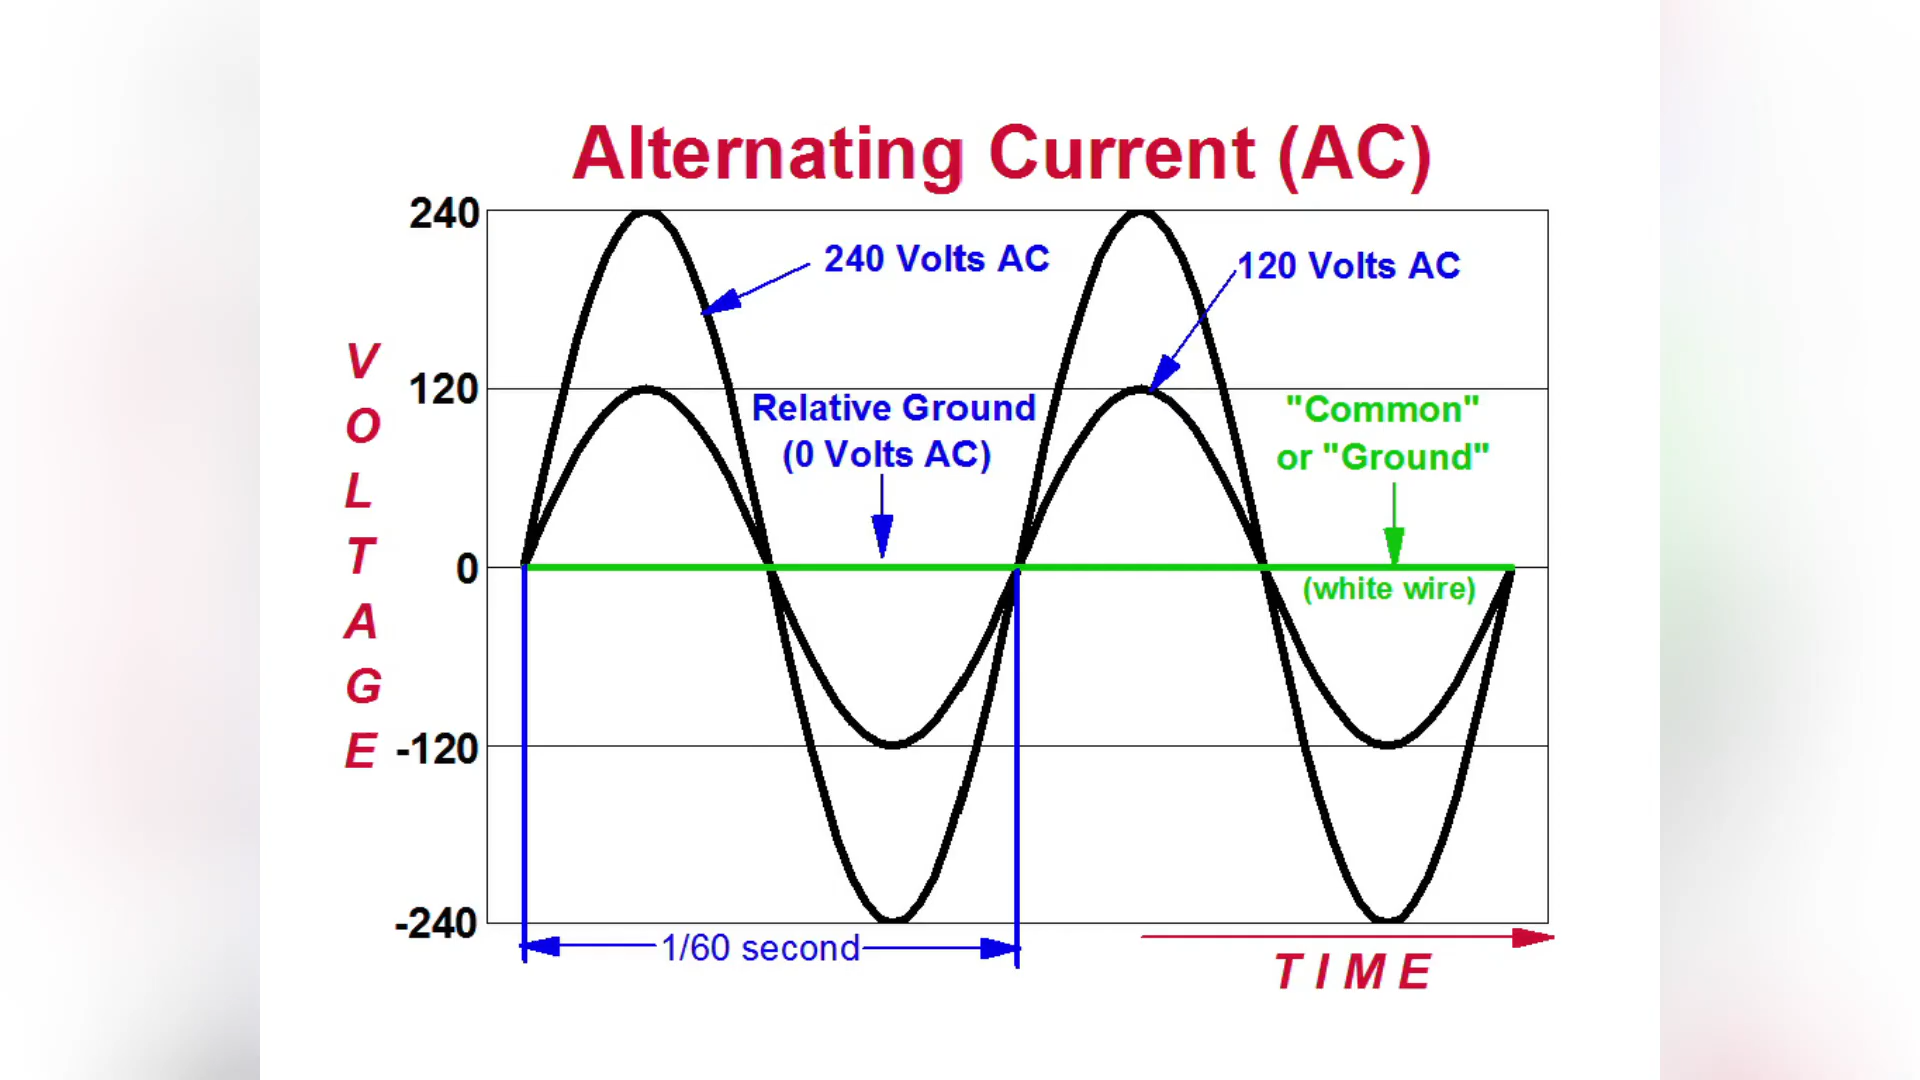 Alternating Current (AC)
240
240 Volts AC
120 Volts AC
VOLTAGE
120
Relative Ground
(0 Volts AC)
"Common"
or "Ground"
0
(white wire)
-120
-240
1/60 second
TIME